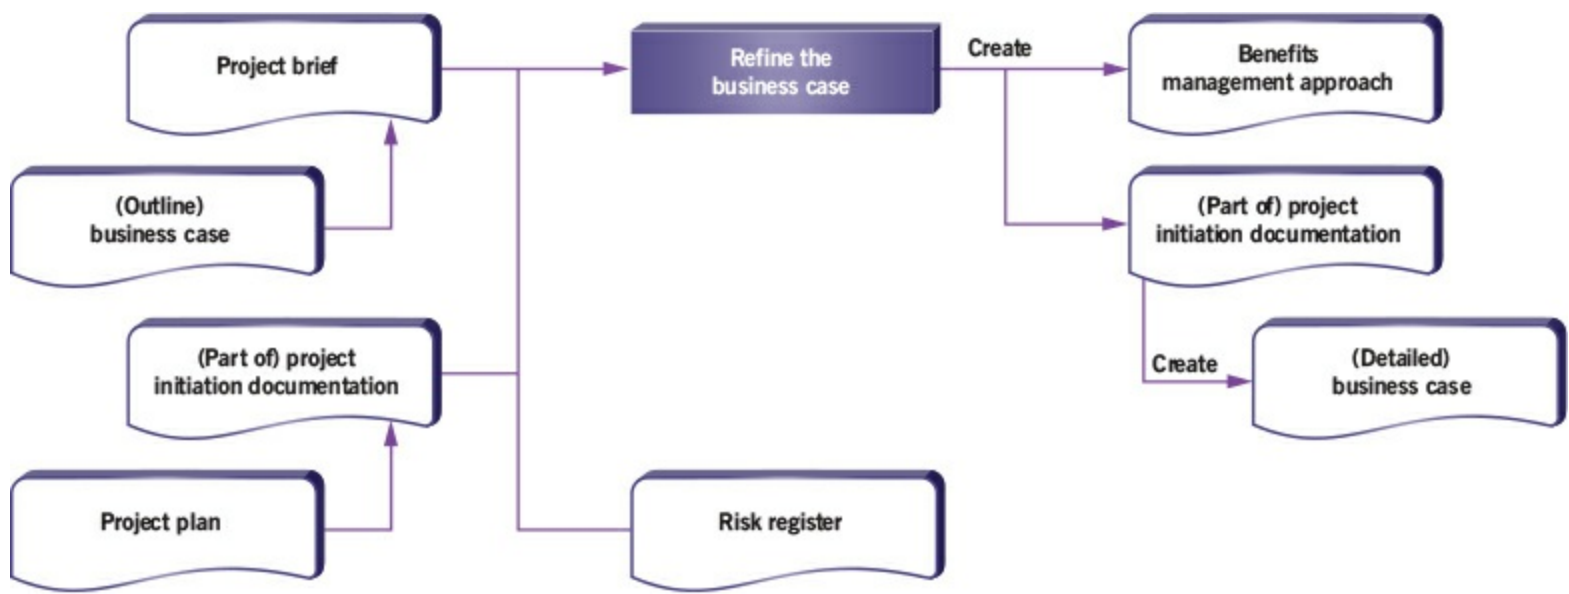 Project brief
Refine the
business case
Create
Benefits
management approach
(Outline)
business case
(Part of) project
initiation documentation
(Part of) project
initiation documentation
Create
(Detailed)
business case
Project plan
Risk register